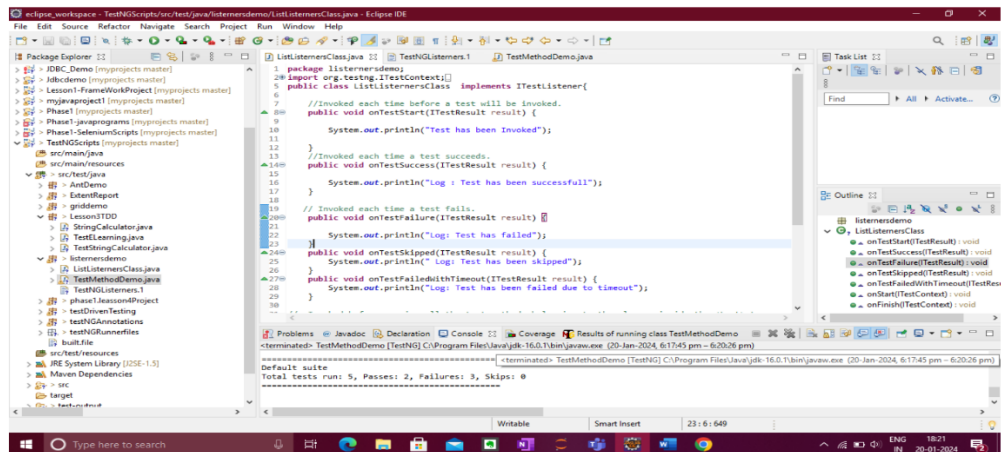 eclipse_workspace - TestNGScripts/src/test/java/listernersdemo/ListListernersClass.java - Eclipse IDE
File Edit Source Refactor Navigate Search Project Run Window Help
Package Explorer
> JDBC_Demo [myprojects master]
> Jdbcdemo [myprojects master]
> Lesson1-FrameWorkProject [myprojects master]
> myjavaproject1 [myprojects master]
> Phase1 [myprojects master]
> Phase1-javaprograms [myprojects master]
> Phase1-SeleniumScripts [myprojects master]
> TestNGScripts [myprojects master]
src/main/java
src/main/resources
> src/test/java
> AntDemo
> ExtentReport
> griddemo
> Lesson3TDD
> StringCalculator.java
> TestELearning.java
> TestStringCalculator.java
> listernersdemo
> ListListernersClass.java
> TestMethodDemo.java
TestNGListerners.1
> phase1.leasson4Project
> testDrivenTesting
> testNGAnnotations
> testNGRunnerfiles
built.file
src/test/resources
> JRE System Library [J2SE-1.5]
> Maven Dependencies
> src
target
> test-output
ListListernersClass.java TestNGListerners.1 TestMethodDemo.java
1 package listernersdemo;
2 import org.testng.ITestContext;
5 public class ListListernersClass implements ITestListener{
6
7 //Invoked each time before a test will be invoked.
8 public void onTestStart(ITestResult result) {
9
10 System.out.println("Test has been Invoked");
11
12 }
13 //Invoked each time a test succeeds.
14 public void onTestSuccess(ITestResult result) {
15
16 System.out.println("Log : Test has been successfull");
17 }
18
19 // Invoked each time a test fails.
20 public void onTestFailure(ITestResult result) {
21
22 System.out.println("Log: Test has failed");
23 }
24 public void onTestSkipped(ITestResult result) {
25 System.out.println(" Log: Test has been skipped");
26 }
27 public void onTestFailedWithTimeout(ITestResult result) {
28 System.out.println("Log: Test has been failed due to timeout");
29 }
30
Task List
Find All Activate...
Outline
listernersdemo
ListListernersClass
onTestStart(ITestResult) : void
onTestSuccess(ITestResult) : void
onTestFailure(ITestResult) : void
onTestSkipped(ITestResult) : void
onTestFailedWithTimeout(ITestRes
onStart(ITestContext) : void
onFinish(ITestContext) : void
Problems Javadoc Declaration Console Coverage Results of running class TestMethodDemo
<terminated> TestMethodDemo [TestNG] C:\Program Files\Java\jdk-16.0.1\bin\javaw.exe (20-Jan-2024, 6:17:45 pm – 6:20:26 pm)
<terminated> TestMethodDemo [TestNG] C:\Program Files\Java\jdk-16.0.1\bin\javaw.exe (20-Jan-2024, 6:17:45 pm – 6:20:26 pm)
===============================================
Default suite
Total tests run: 5, Passes: 2, Failures: 3, Skips: 0
===============================================
Writable Smart Insert 23 : 6 : 649
Type here to search
ENG
IN
18:21
20-01-2024